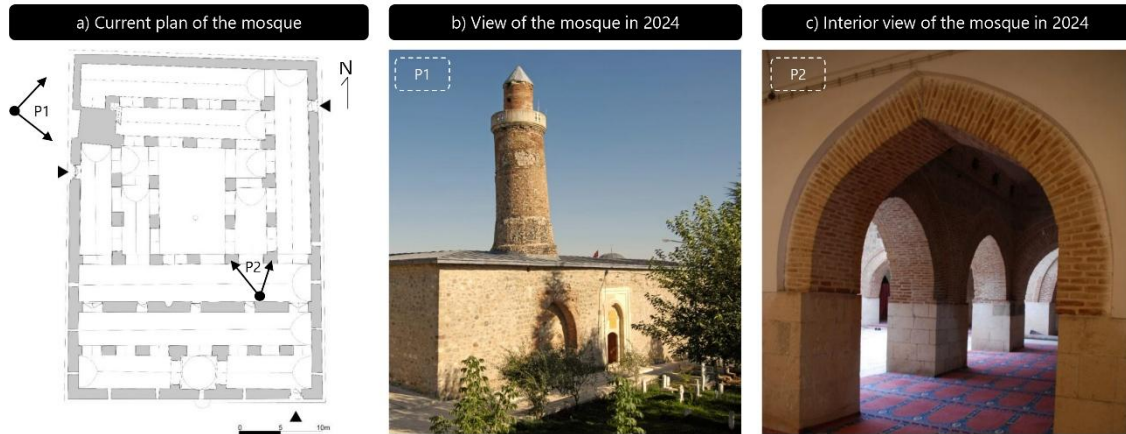 a) Current plan of the mosque
b) View of the mosque in 2024
c) Interior view of the mosque in 2024
P1
N
P2
0 5 10m
P1
P2